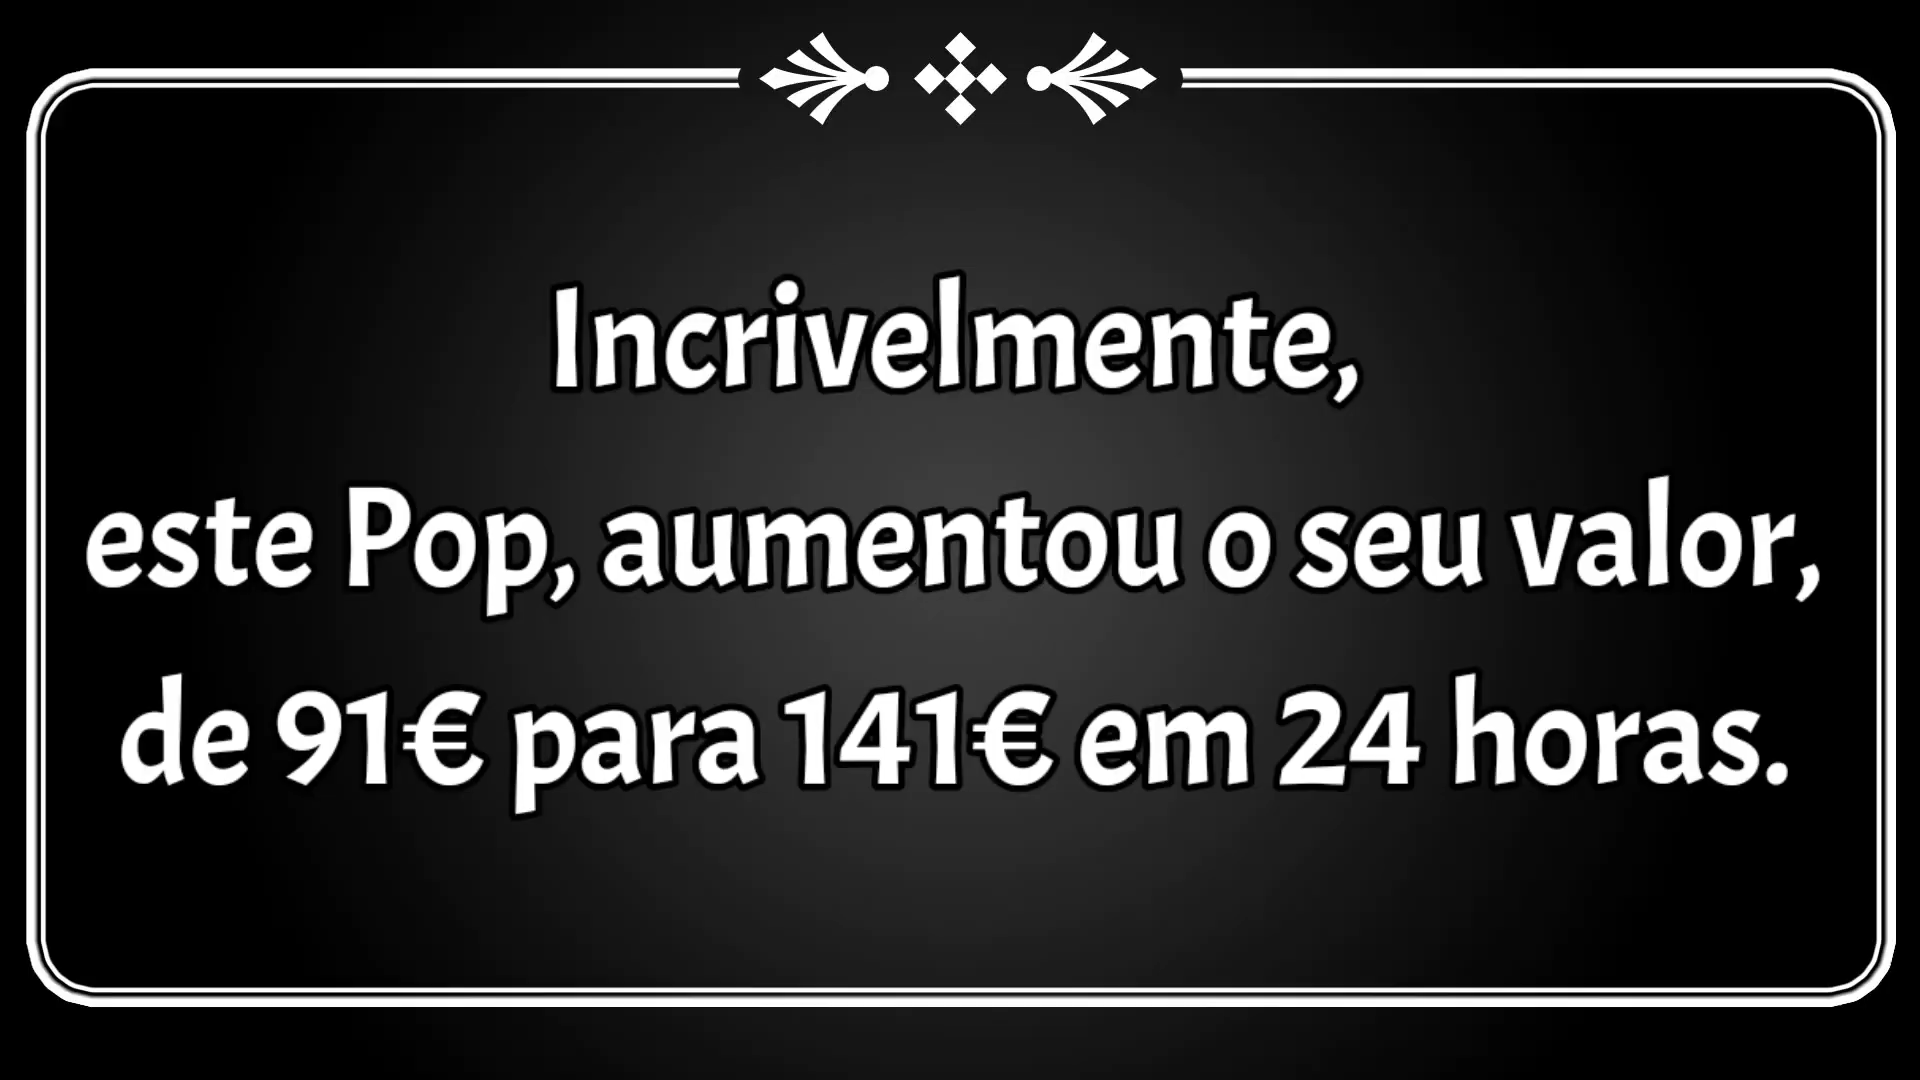 Incrivelmente,
este Pop, aumentou o seu valor,
de 91€ para 141€ em 24 horas.